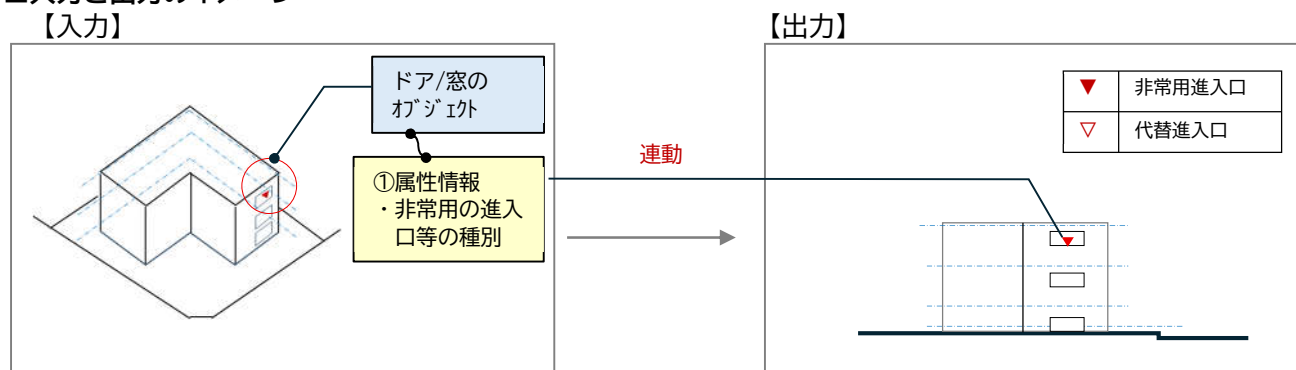 【入力】
【出力】
ドア/窓の
ｵﾌﾞｼﾞｪｸﾄ
①属性情報
・非常用の進入
口等の種別
連動
▼ 非常用進入口
▽ 代替進入口